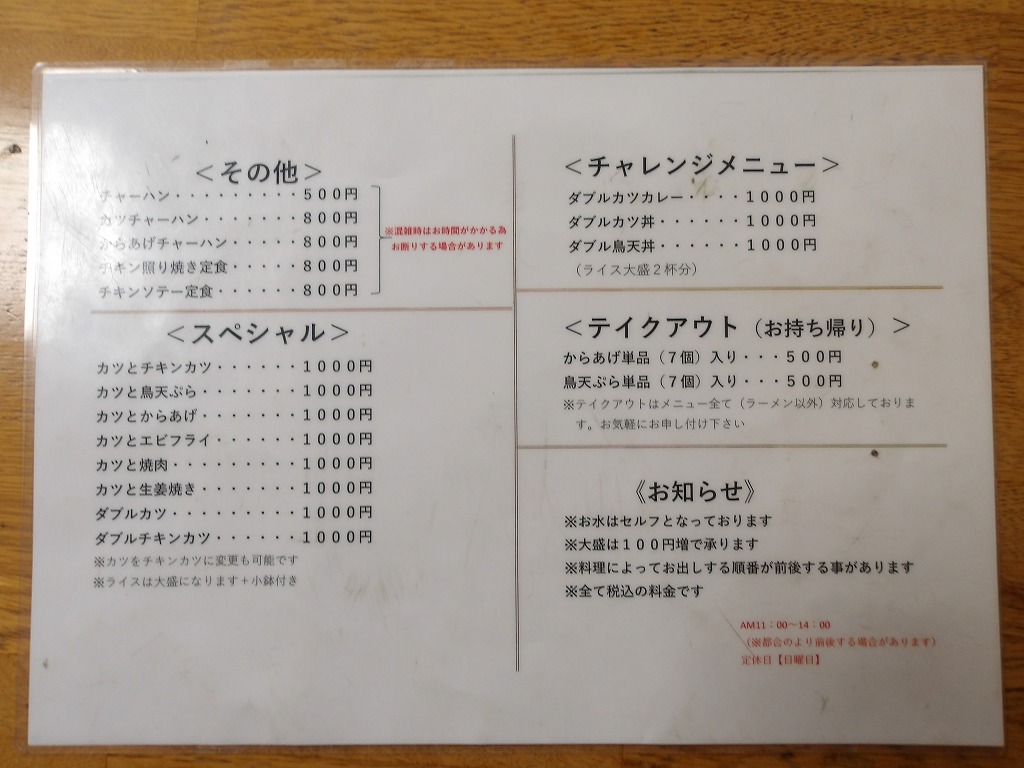 ＜その他＞
チャーハン・・・・・・・・・５００円
カツチャーハン・・・・・・・８００円
からあげチャーハン・・・・・８００円
チキン照り焼き定食・・・・・８００円
チキンソテー定食・・・・・・８００円
※混雑時はお時間がかかる為
お断りする場合があります
＜スペシャル＞
カツとチキンカツ・・・・・・１０００円
カツと鳥天ぷら・・・・・・・１０００円
カツとからあげ・・・・・・・１０００円
カツとエビフライ・・・・・・１０００円
カツと焼肉・・・・・・・・・１０００円
カツと生姜焼き・・・・・・・１０００円
ダブルカツ・・・・・・・・・１０００円
ダブルチキンカツ・・・・・・１０００円
※カツをチキンカツに変更も可能です
※ライスは大盛になります＋小鉢付き
＜チャレンジメニュー＞
ダブルカツカレー・・・・１０００円
ダブルカツ丼・・・・・・１０００円
ダブル鳥天丼・・・・・・１０００円
（ライス大盛２杯分）
＜テイクアウト（お持ち帰り）＞
からあげ単品（７個）入り・・・５００円
鳥天ぷら単品（７個）入り・・・５００円
※テイクアウトはメニュー全て（ラーメン以外）対応しておりま
す。お気軽にお申し付け下さい
《お知らせ》
※お水はセルフとなっております
※大盛は１００円増で承ります
※料理によってお出しする順番が前後する事があります
※全て税込の料金です
AM11：00～14：00
（※都合のより前後する場合があります）
定休日【日曜日】